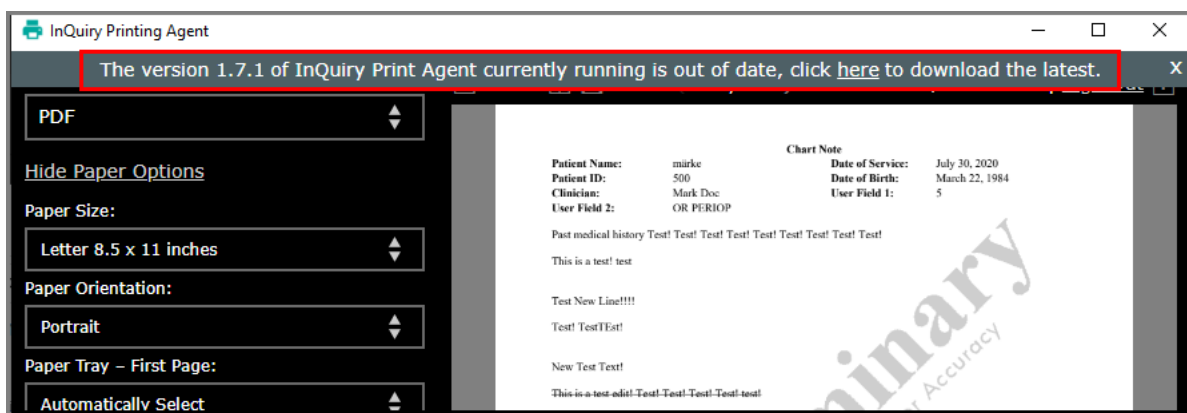 InQuiry Printing Agent
The version 1.7.1 of InQuiry Print Agent currently running is out of date, click here to download the latest.
X
PDF
Hide Paper Options
Paper Size:
Letter 8.5 x 11 inches
Paper Orientation:
Portrait
Paper Tray – First Page:
Automatically Select
Chart Note
Patient Name: märke Date of Service: July 30, 2020
Patient ID: 500 Date of Birth: March 22, 1984
Clinician: Mark Doc User Field 1: 5
User Field 2: OR PERIOP
Past medical history Test! Test! Test! Test! Test! Test! Test! Test! Test!
This is a test! test
Test New Line!!!!
Test! TestTEst!
New Test Text!
This is a test edit! Test! Test! Test! Test! test!
minary
Accuracy